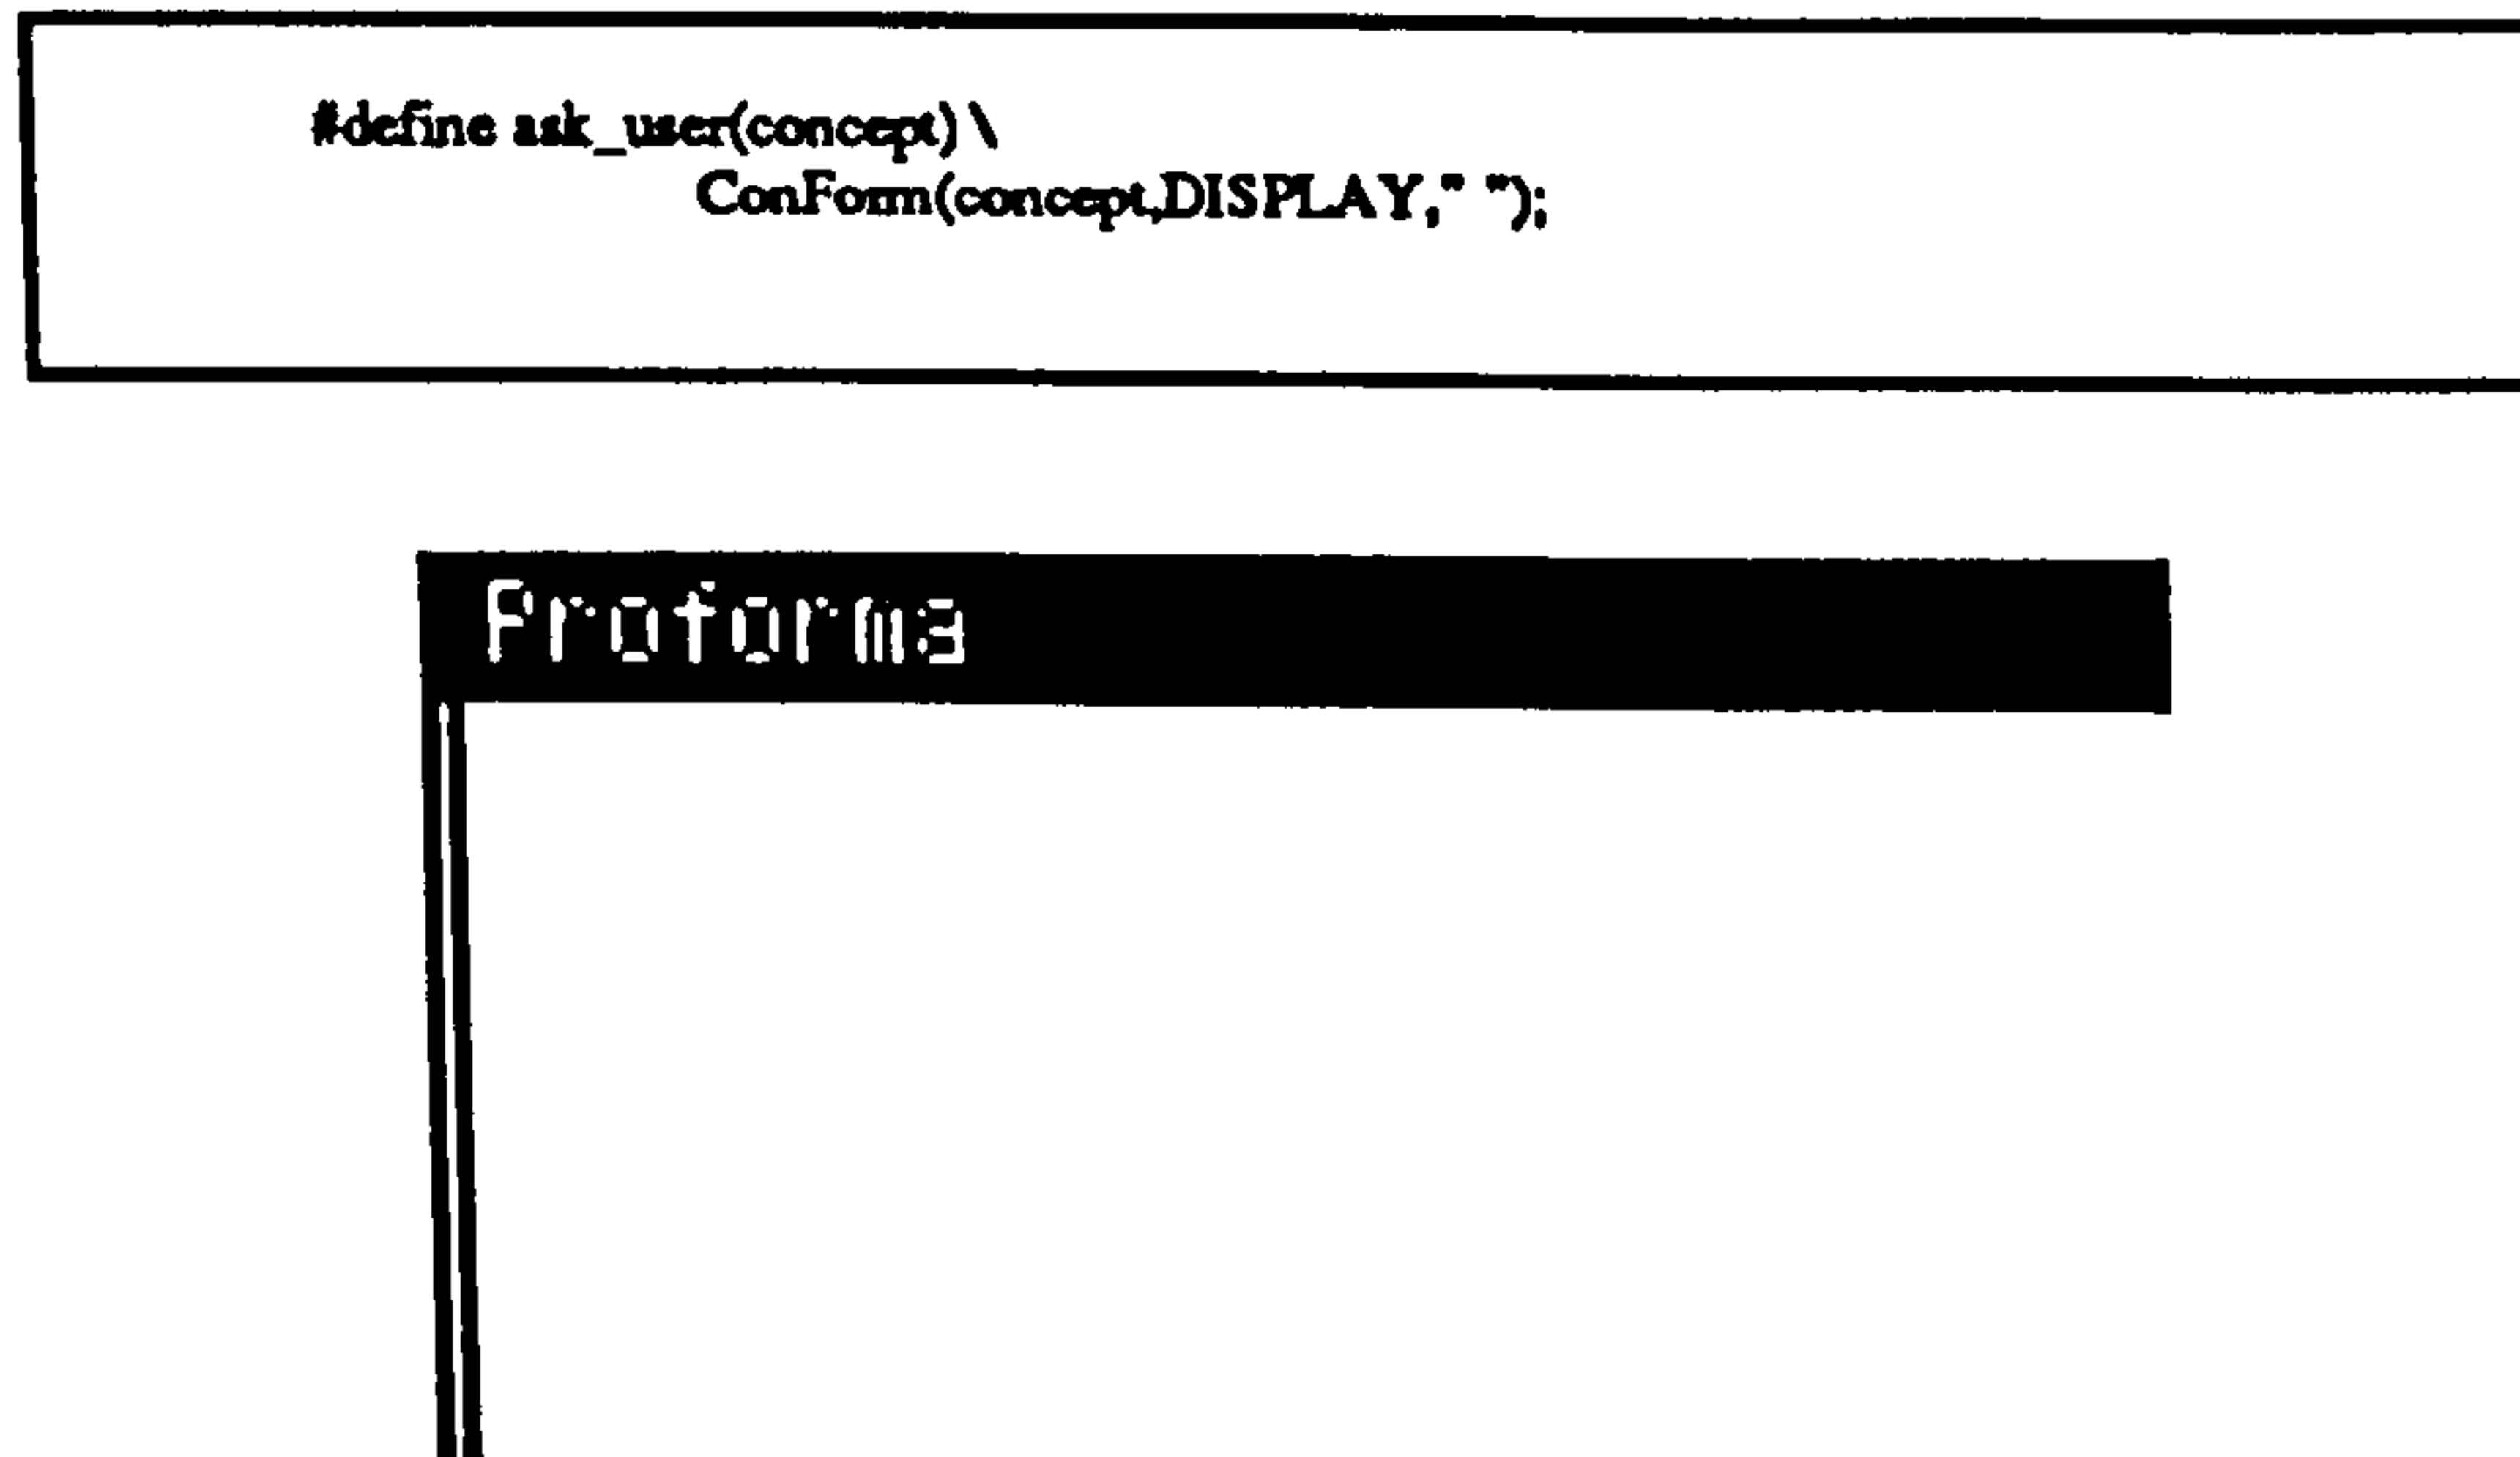 #define ask_user(concept) \
ConForm(concept,DISPLAY," ");
Proforma